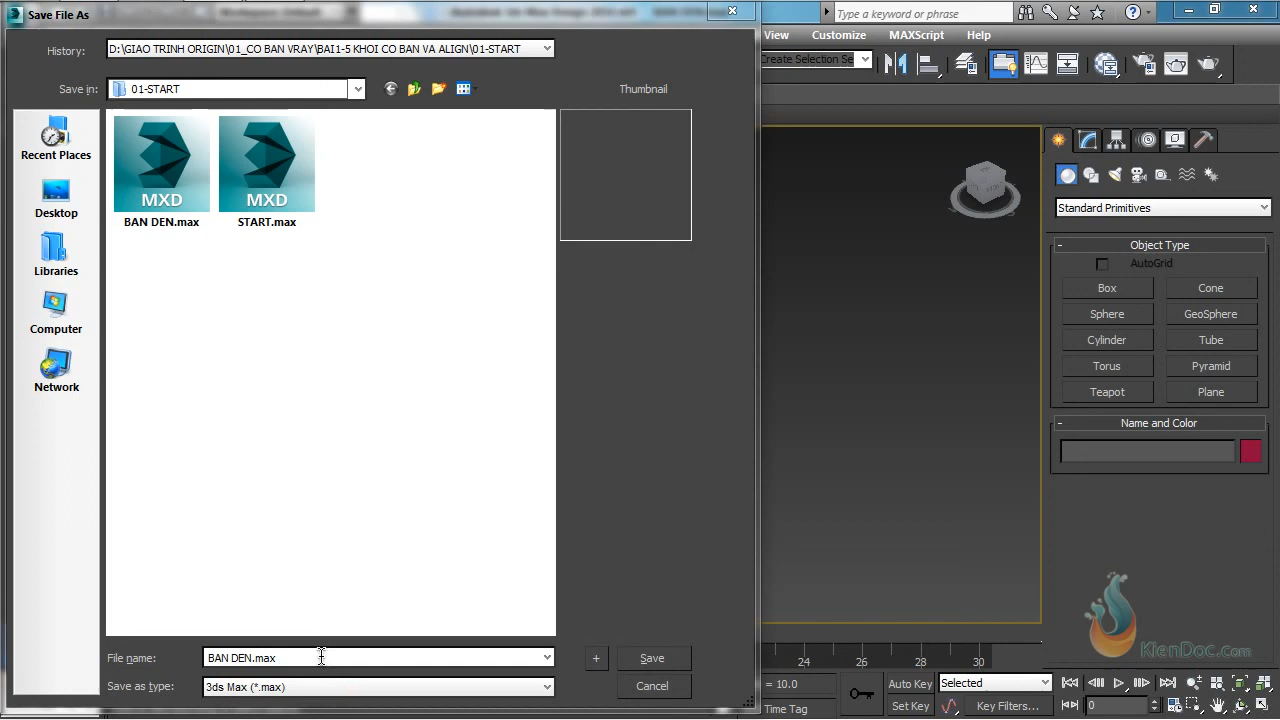 Save File As
Type a keyword or phrase
View
Customize
MAXScript
Help
History:
D:\GIAO TRINH ORIGIN\01_CO BAN VRAY\BAI1-5 KHOI CO BAN VA ALIGN\01-START
Create Selection Se
Save in:
01-START
Thumbnail
Recent Places
Desktop
Libraries
Computer
Network
MXD
BAN DEN.max
MXD
START.max
Standard Primitives
Object Type
AutoGrid
Box
Cone
Sphere
GeoSphere
Cylinder
Tube
Torus
Pyramid
Teapot
Plane
Name and Color
KienDoc.com
File name:
BAN DEN.max
+
Save
Save as type:
3ds Max (*.max)
Cancel
24
26
28
30
= 10.0
Auto Key
Selected
Time Tag
Set Key
Key Filters...
0